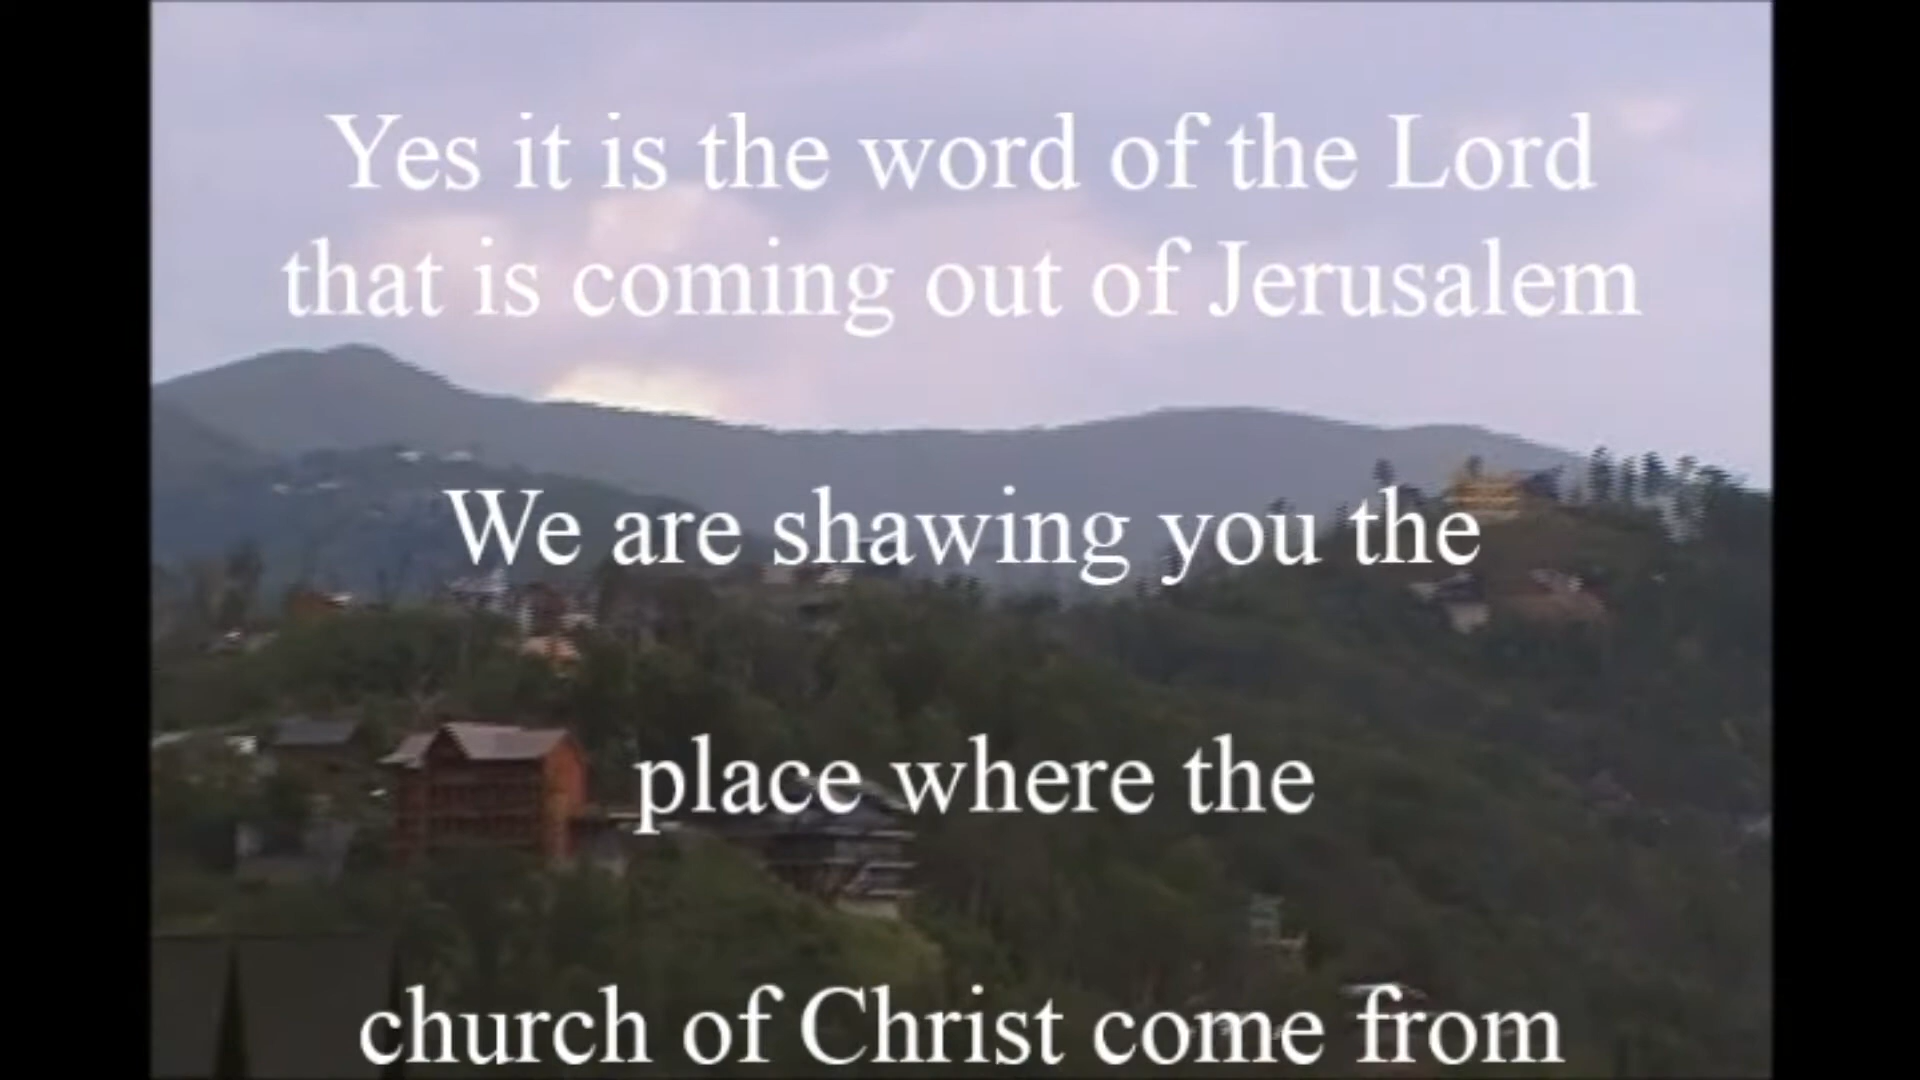 Yes it is the word of the Lord
that is coming out of Jerusalem
We are shawing you the
place where the
church of Christ come from